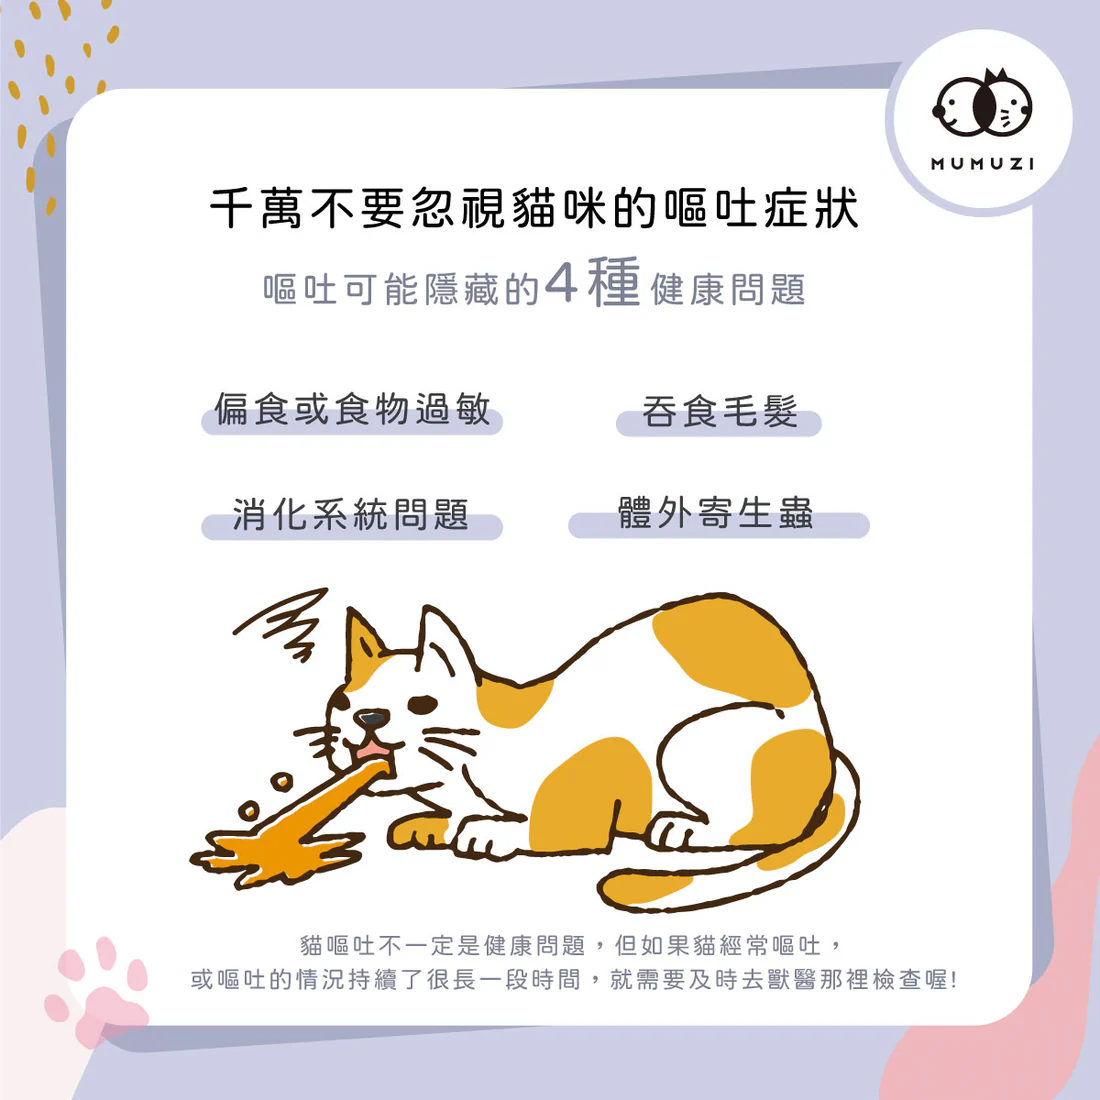 MUMUZI
千萬不要忽視貓咪的嘔吐症狀
嘔吐可能隱藏的4種健康問題
偏食或食物過敏
吞食毛髮
消化系統問題
體外寄生蟲
貓嘔吐不一定是健康問題，但如果貓經常嘔吐，
或嘔吐的情況持續了很長一段時間，就需要及時去獸醫那裡檢查喔!